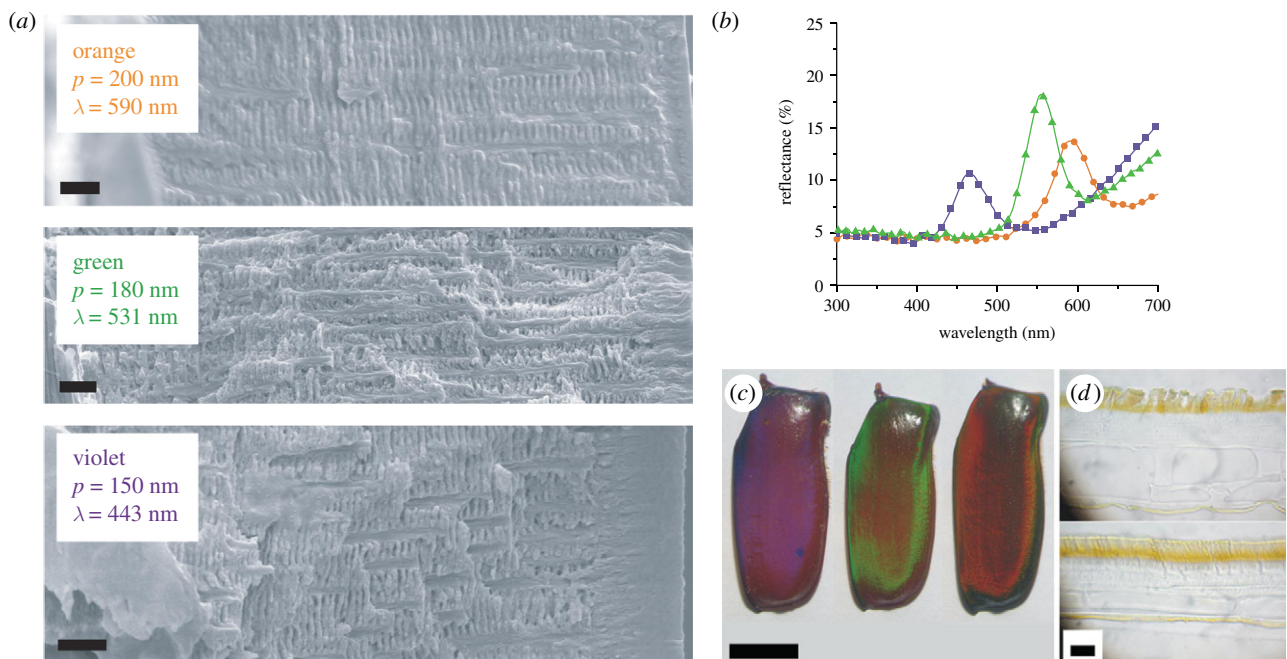 (a)
orange
p = 200 nm
λ = 590 nm
green
p = 180 nm
λ = 531 nm
violet
p = 150 nm
λ = 443 nm
(b)
25
20
15
10
5
0
reflectance (%)
300 400 500 600 700
wavelength (nm)
(c)
(d)